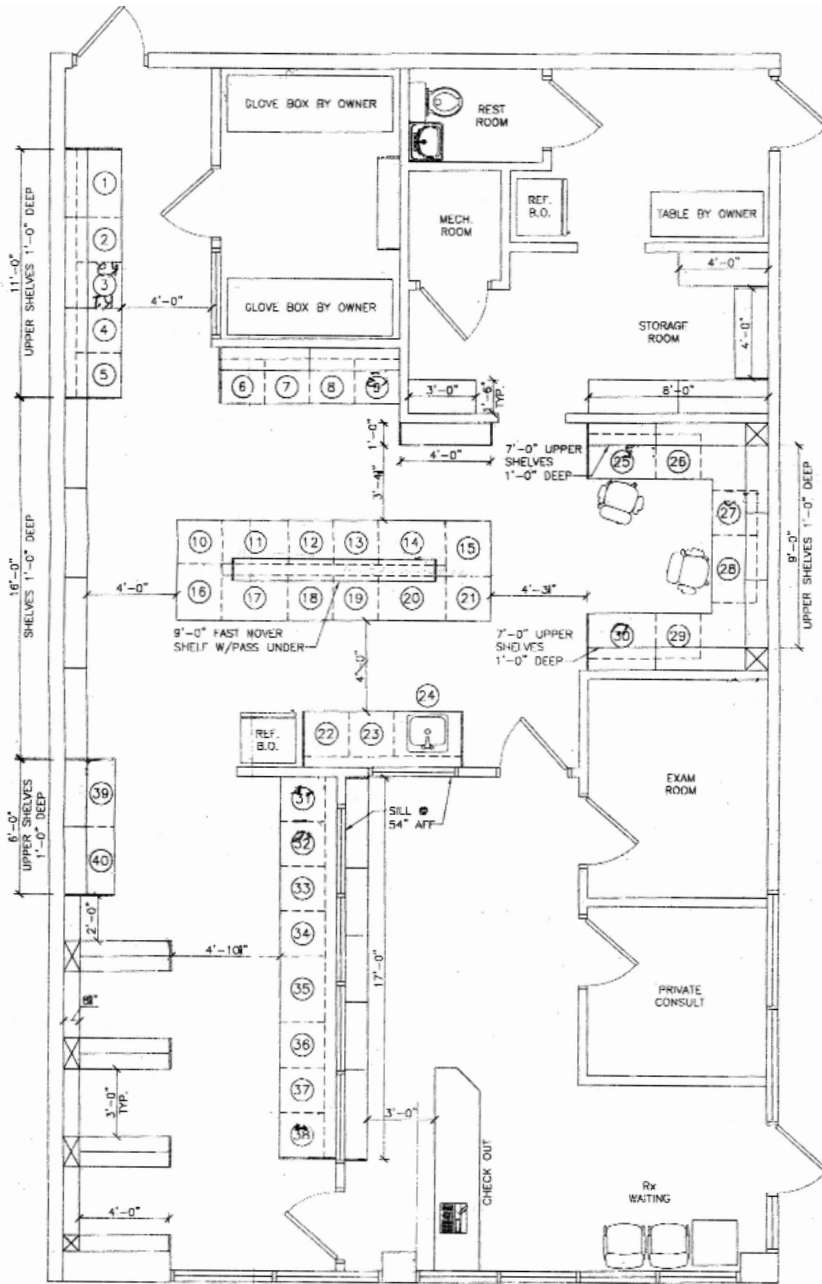 GLOVE BOX BY OWNER
REST
ROOM
1
2
3
4
5
11'-0"
UPPER SHELVES 1'-0" DEEP
4'-0"
MECH.
ROOM
REF.
B.O.
TABLE BY OWNER
GLOVE BOX BY OWNER
4'-0"
4'-0"
STORAGE
ROOM
6
7
8
9
3'-0"
1'-6"
TYP.
8'-0"
1'-0"
4'-0"
7'-0" UPPER
SHELVES
1'-0" DEEP
25
26
27
28
9'-0"
UPPER SHELVES 1'-0" DEEP
16'-0"
SHELVES 1'-0" DEEP
4'-0"
10
11
12
13
14
15
16
17
18
19
20
21
9'-0" FAST MOVER
SHELF W/PASS UNDER
7'-0" UPPER
SHELVES
1'-0" DEEP
30
29
4'-0"
24
REF.
B.O.
22
23
6'-0"
UPPER SHELVES
1'-0" DEEP
39
40
31
32
33
34
35
36
37
38
SILL @
54" AFF
EXAM
ROOM
2'-0"
17'-0"
PRIVATE
CONSULT
3'-0"
TYP.
3'-0"
CHECK OUT
4'-0"
Rx
WAITING